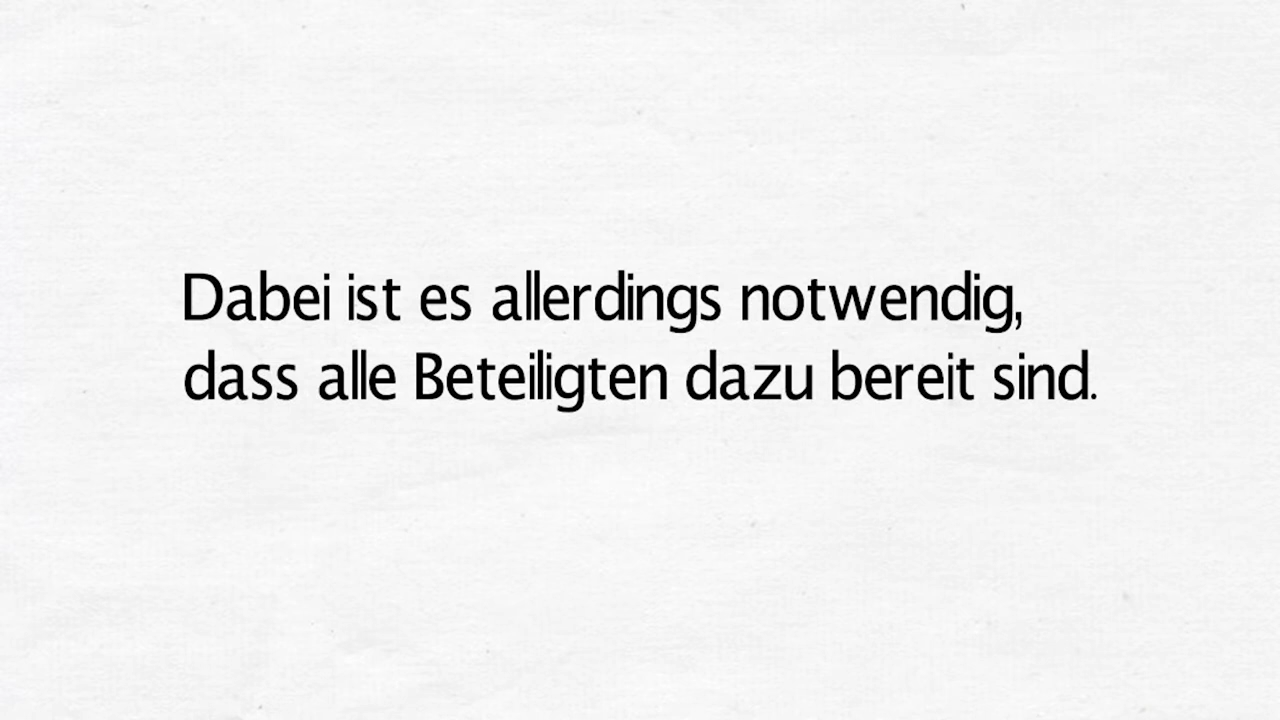 Dabei ist es allerdings notwendig,
dass alle Beteiligten dazu bereit sind.